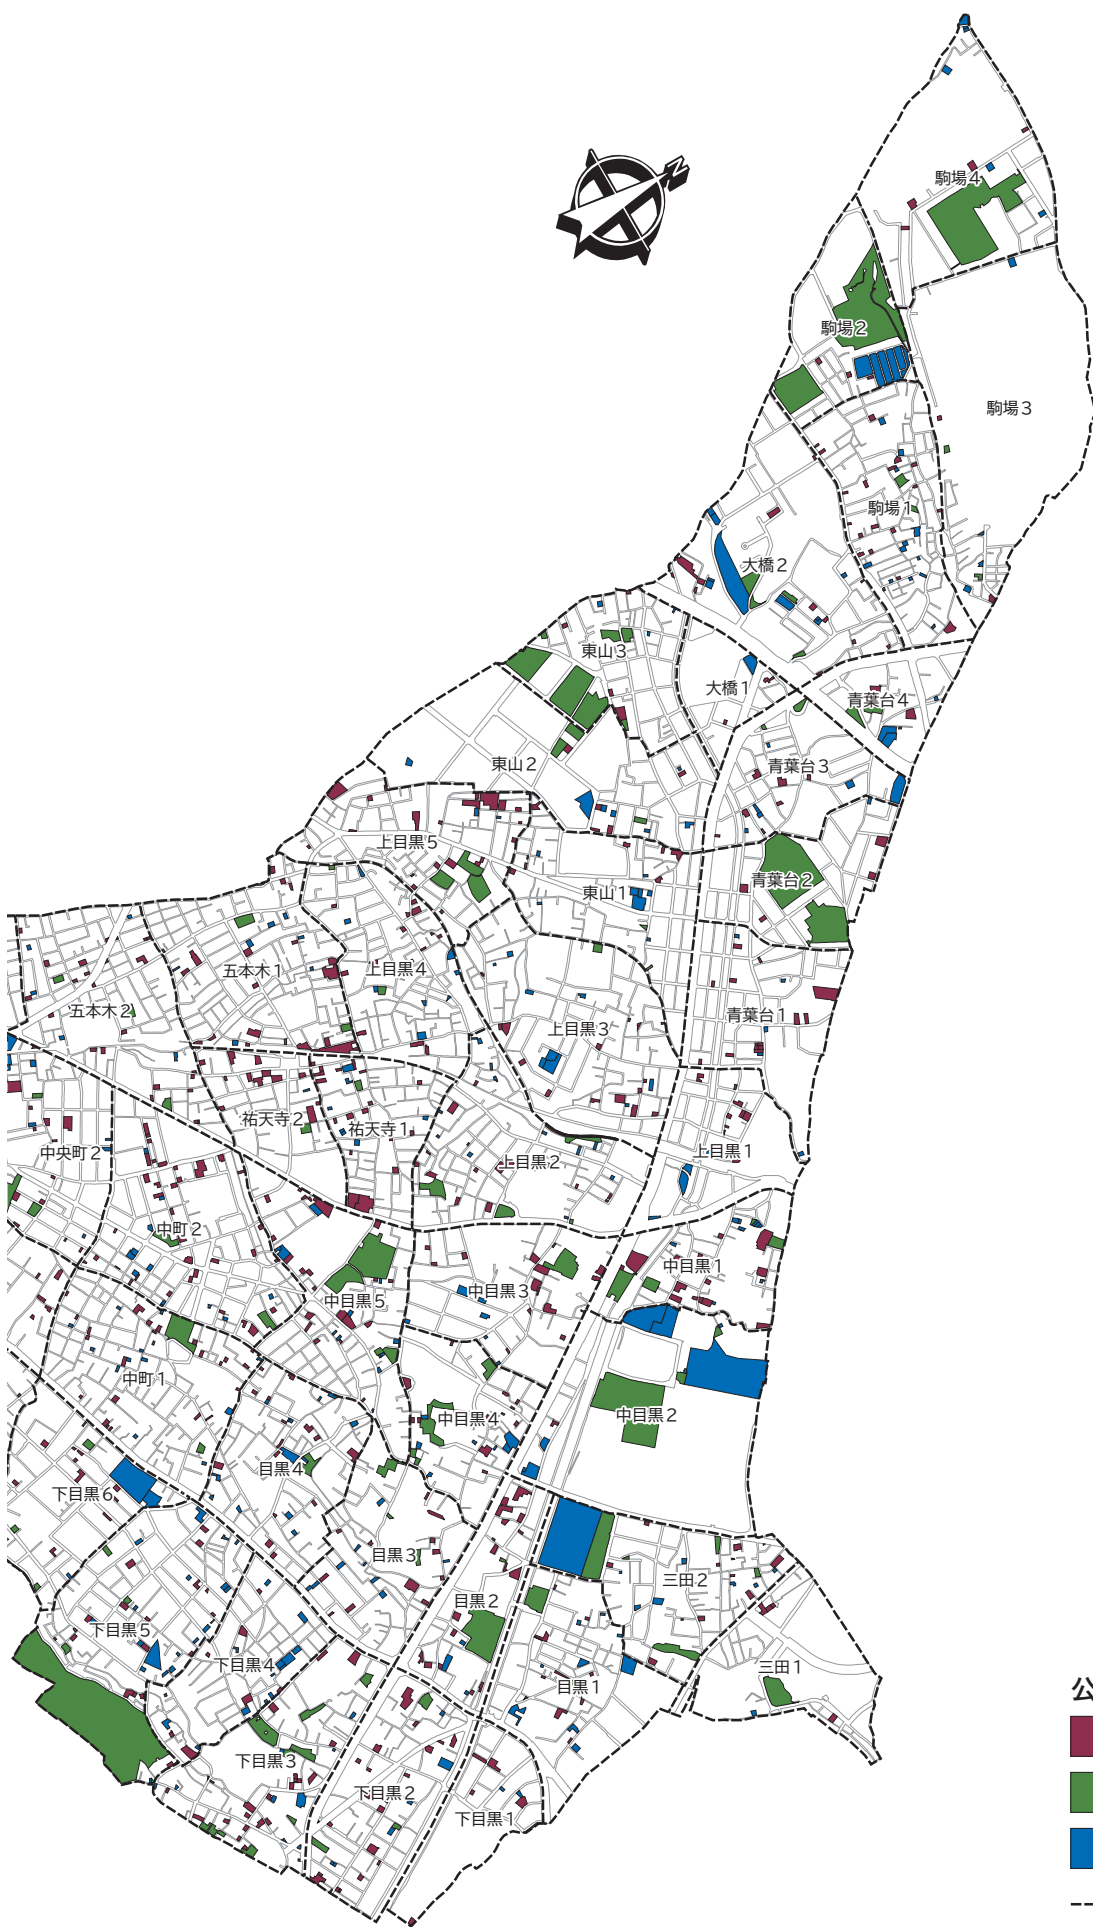 N
駒場4
駒場2
駒場3
駒場1
大橋2
東山3
大橋1
青葉台4
東山2
青葉台3
上目黒5
青葉台2
東山1
五本木1
上目黒4
五本木2
青葉台1
上目黒3
祐天寺2
祐天寺1
中央町2
上目黒2
上目黒1
中町2
中目黒1
中目黒3
中目黒5
中町1
中目黒2
中目黒4
目黒4
下目黒6
目黒3
三田2
目黒2
下目黒5
下目黒4
三田1
目黒1
下目黒3
下目黒2
下目黒1
公